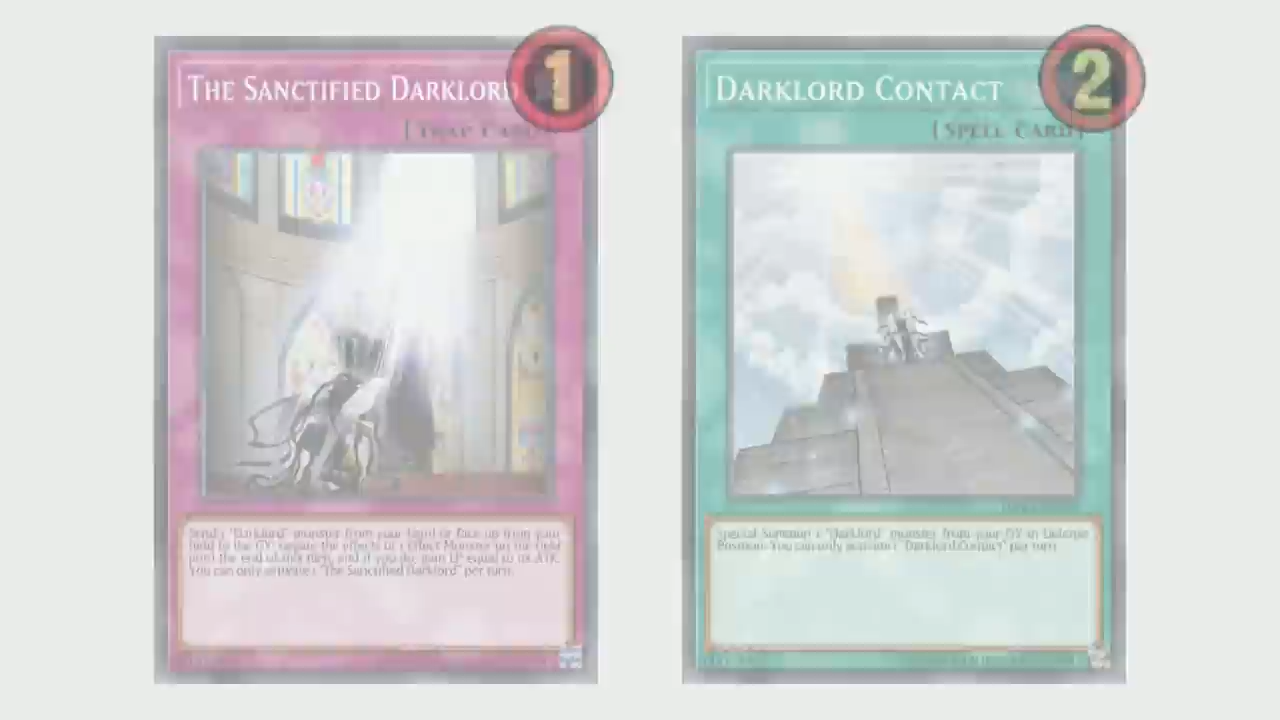 THE SANCTIFIED DARKLORD
1
[TRAP CARD]
Send 1 "Darklord" monster from your hand or face-up from your
field to the GY; negate the effects of 1 Effect Monster on the field
until the end of this turn, and if you do, gain LP equal to its ATK.
You can only activate 1 "The Sanctified Darklord" per turn.
DARKLORD CONTACT
2
[SPELL CARD]
Special Summon 1 "Darklord" monster from your GY in Defense
Position. You can only activate 1 "Darklord Contact" per turn.